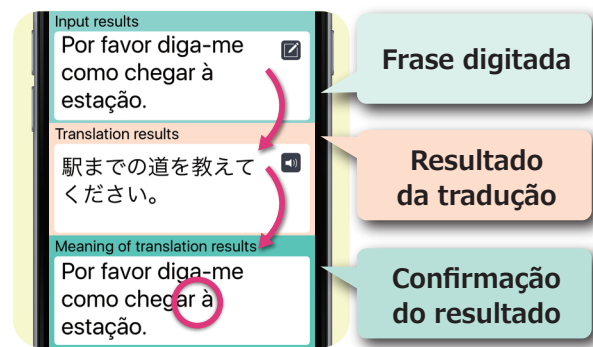 Input results
Por favor diga-me
como chegar à
estação.
Translation results
駅までの道を教えて
ください。
Meaning of translation results
Por favor diga-me
como chegar à
estação.
Frase digitada
Resultado
da tradução
Confirmação
do resultado